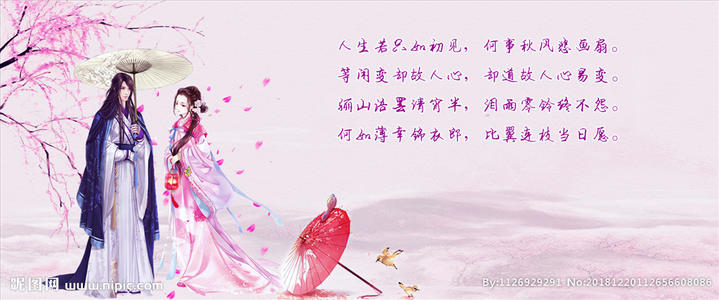 人生若只如初见，何事秋风悲画扇。
等闲变却故人心，却道故人心易变。
骊山语罢清宵半，泪雨零铃终不怨。
何如薄幸锦衣郎，比翼连枝当日愿。
昵图网 www.nipic.com
By:1126929291 No:20181220112656608086